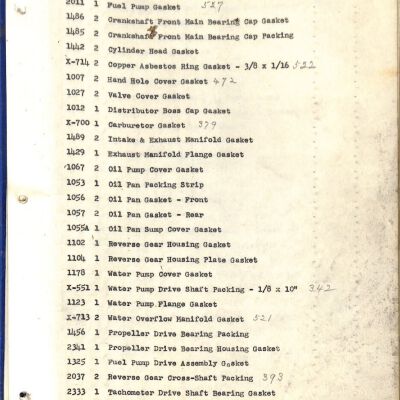 2011 1 Fuel Pump Gasket 527
1486 2 Crankshaft Front Main Bearing Cap Gasket
1485 2 Crankshaft Front Main Bearing Cap Packing
1442 2 Cylinder Head Gasket
X-714 2 Copper Asbestos Ring Gasket - 3/8 x 1/16 522
1007 2 Hand Hole Cover Gasket 472
1027 2 Valve Cover Gasket
1012 1 Distributor Boss Cap Gasket
X-700 1 Carburetor Gasket 379
1489 2 Intake & Exhaust Manifold Gasket
1429 1 Exhaust Manifold Flange Gasket
1067 2 Oil Pump Cover Gasket
1053 1 Oil Pan Packing Strip
1056 2 Oil Pan Gasket - Front
1057 2 Oil Pan Gasket - Rear
1055A 1 Oil Pan Sump Cover Gasket
1102 1 Reverse Gear Housing Gasket
1104 1 Reverse Gear Housing Plate Gasket
1178 1 Water Pump Cover Gasket
X-551 1 Water Pump Drive Shaft Packing - 1/8 x 10" 342
1123 1 Water Pump Flange Gasket
X-713 2 Water Overflow Manifold Gasket 521
1456 1 Propeller Drive Bearing Packing
2341 1 Propeller Drive Bearing Housing Gasket
1325 1 Fuel Pump Drive Assembly Gasket
2037 2 Reverse Gear Cross-Shaft Packing 393
2333 1 Tachometer Drive Shaft Bearing Gasket